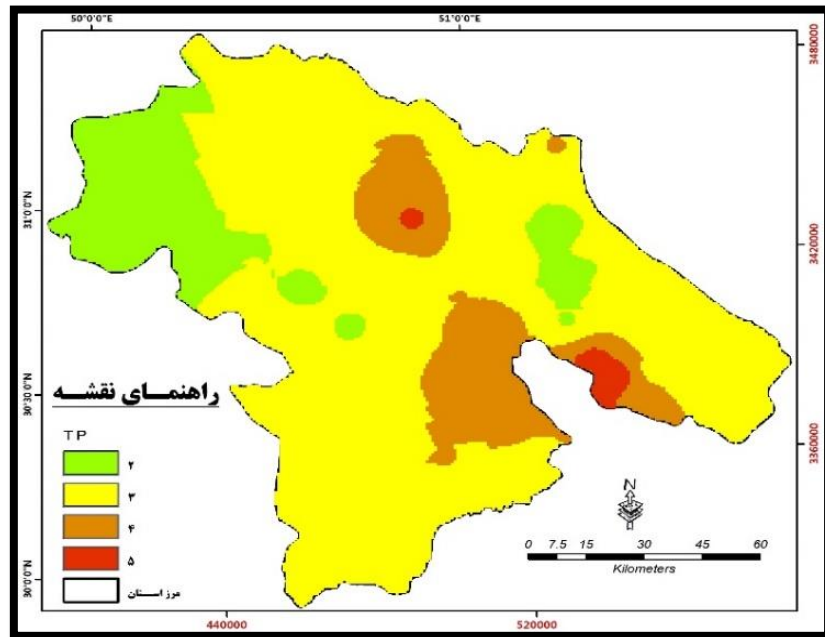 50°0'0"E
51°0'0"E
3480000
31°0'0"N
3420000
30°30'0"N
3360000
30°0'0"N
راهنمای نقشه
TP
۲
۳
۴
۵
مرز استان
N
0 7.5 15 30 45 60
Kilometers
440000
520000